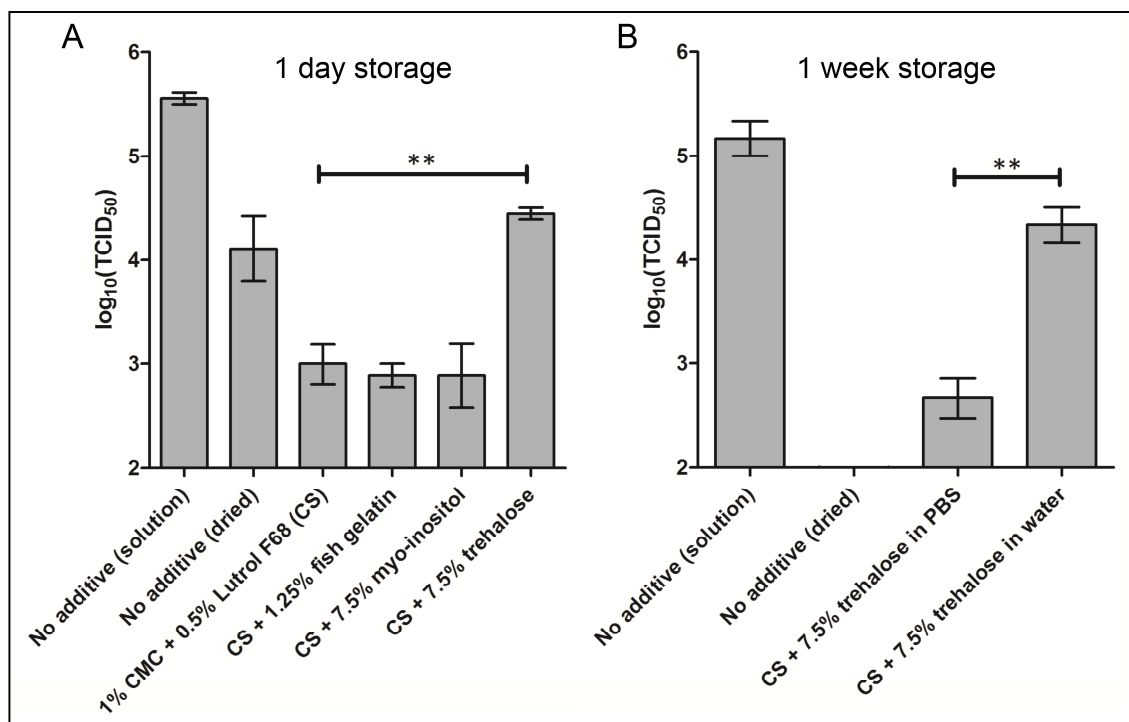 A
1 day storage
log10(TCID50)
6
5
4
3
2
**
No additive (solution)
No additive (dried)
1% CMC + 0.5% Lutrol F68 (CS)
CS + 1.25% fish gelatin
CS + 7.5% myo-inositol
CS + 7.5% trehalose
B
1 week storage
log10(TCID50)
6
5
4
3
2
**
No additive (solution)
No additive (dried)
CS + 7.5% trehalose in PBS
CS + 7.5% trehalose in water